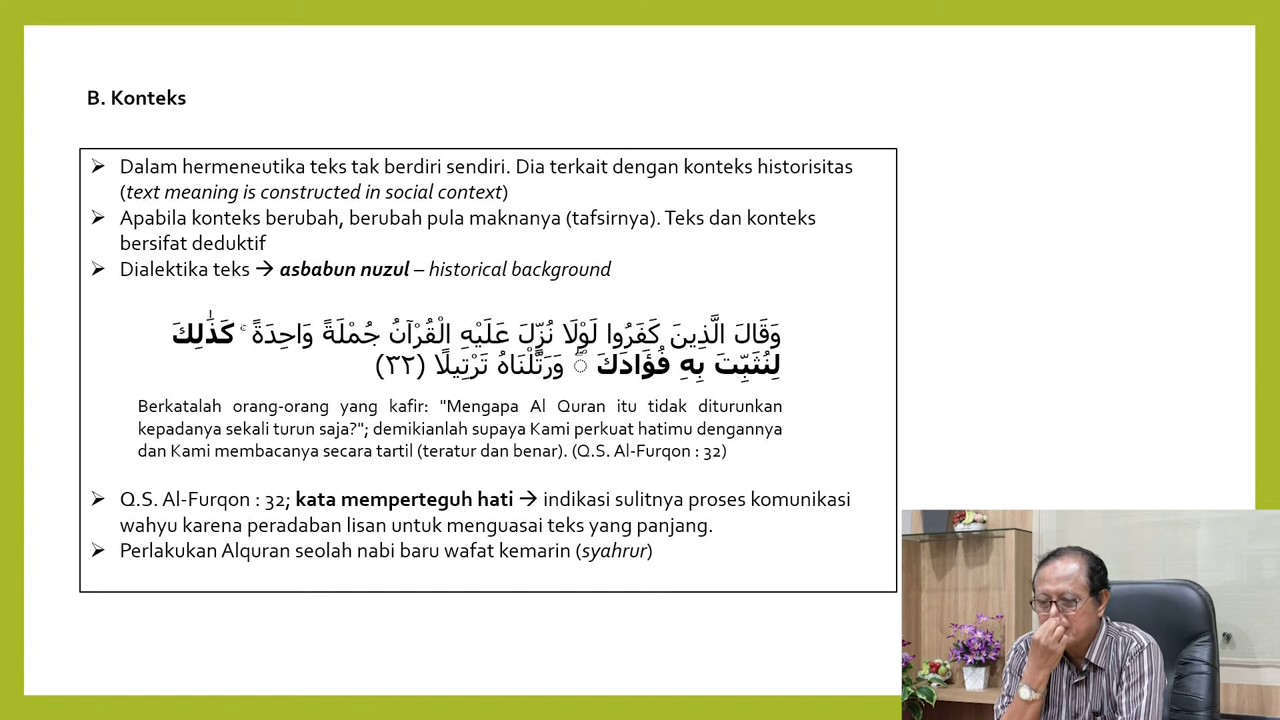 B. Konteks
➢ Dalam hermeneutika teks tak berdiri sendiri. Dia terkait dengan konteks historisitas
(text meaning is constructed in social context)
➢ Apabila konteks berubah, berubah pula maknanya (tafsirnya). Teks dan konteks
bersifat deduktif
➢ Dialektika teks → asbabun nuzul – historical background
وَقَالَ الَّذِينَ كَفَرُوا لَوْلَا نُزِّلَ عَلَيْهِ الْقُرْآنُ جُمْلَةً وَاحِدَةً ۚ كَذَٰلِكَ
لِنُثَبِّتَ بِهِ فُؤَادَكَ ۖ وَرَتَّلْنَاهُ تَرْتِيلًا (٣٢)
Berkatalah orang-orang yang kafir: "Mengapa Al Quran itu tidak diturunkan
kepadanya sekali turun saja?"; demikianlah supaya Kami perkuat hatimu dengannya
dan Kami membacanya secara tartil (teratur dan benar). (Q.S. Al-Furqon : 32)
➢ Q.S. Al-Furqon : 32; kata memperteguh hati → indikasi sulitnya proses komunikasi
wahyu karena peradaban lisan untuk menguasai teks yang panjang.
➢ Perlakukan Alquran seolah nabi baru wafat kemarin (syahrur)